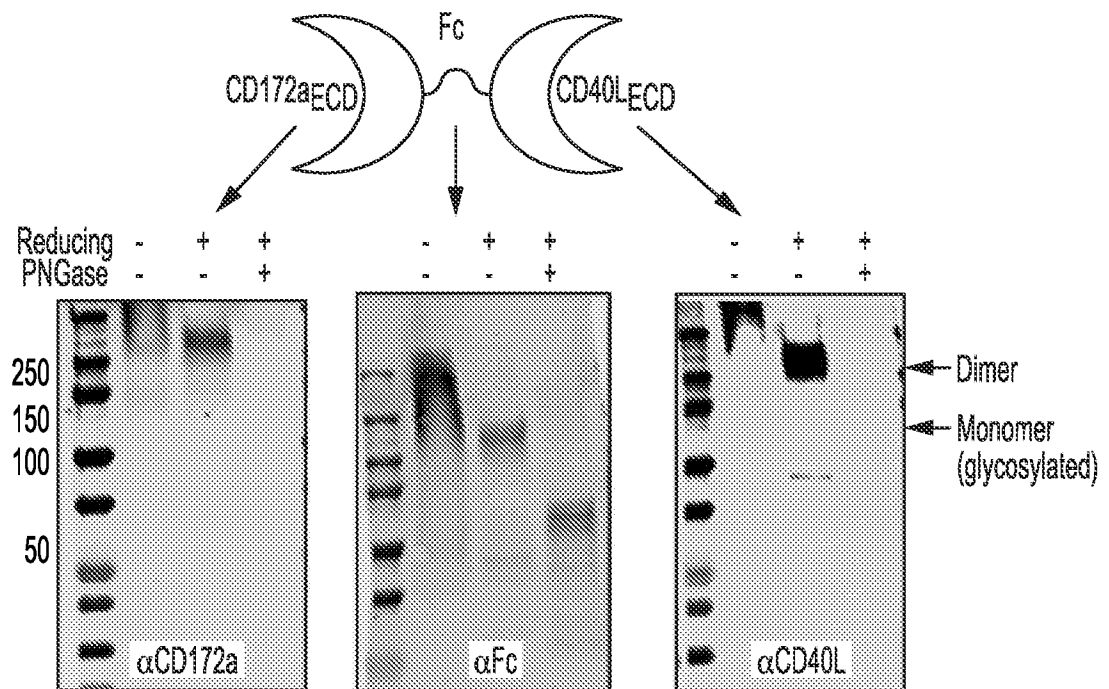 Fc
CD172aECD
CD40LECD
Reducing - + + - + + - + +
PNGase - - + - - + - - +
250
150
100
50
Dimer
Monomer
(glycosylated)
αCD172a
αFc
αCD40L